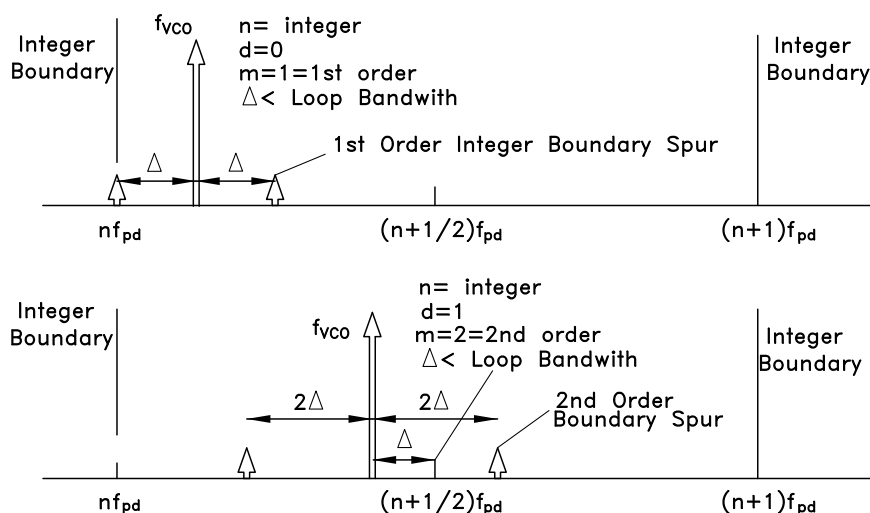 Integer
Boundary
fVCO
n= integer
d=0
m=1=1st order
Δ< Loop Bandwith
Integer
Boundary
Δ
Δ
1st Order Integer Boundary Spur
nfpd
(n+1/2)fpd
(n+1)fpd
Integer
Boundary
fVCO
n= integer
d=1
m=2=2nd order
Δ< Loop Bandwith
Integer
Boundary
2Δ
2Δ
2nd Order
Boundary Spur
Δ
nfpd
(n+1/2)fpd
(n+1)fpd